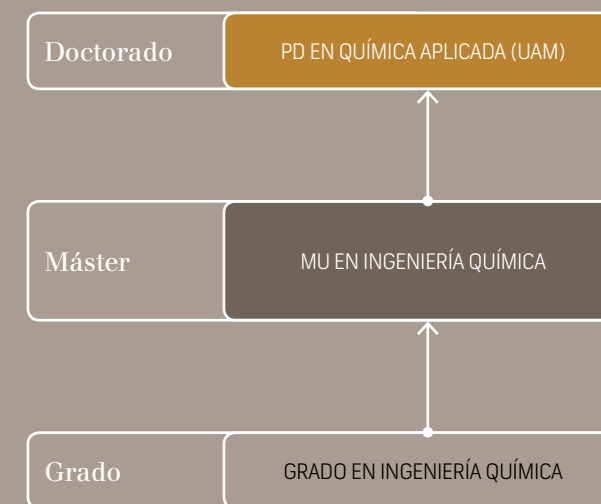 Doctorado
PD EN QUÍMICA APLICADA (UAM)
Máster
MU EN INGENIERÍA QUÍMICA
Grado
GRADO EN INGENIERÍA QUÍMICA